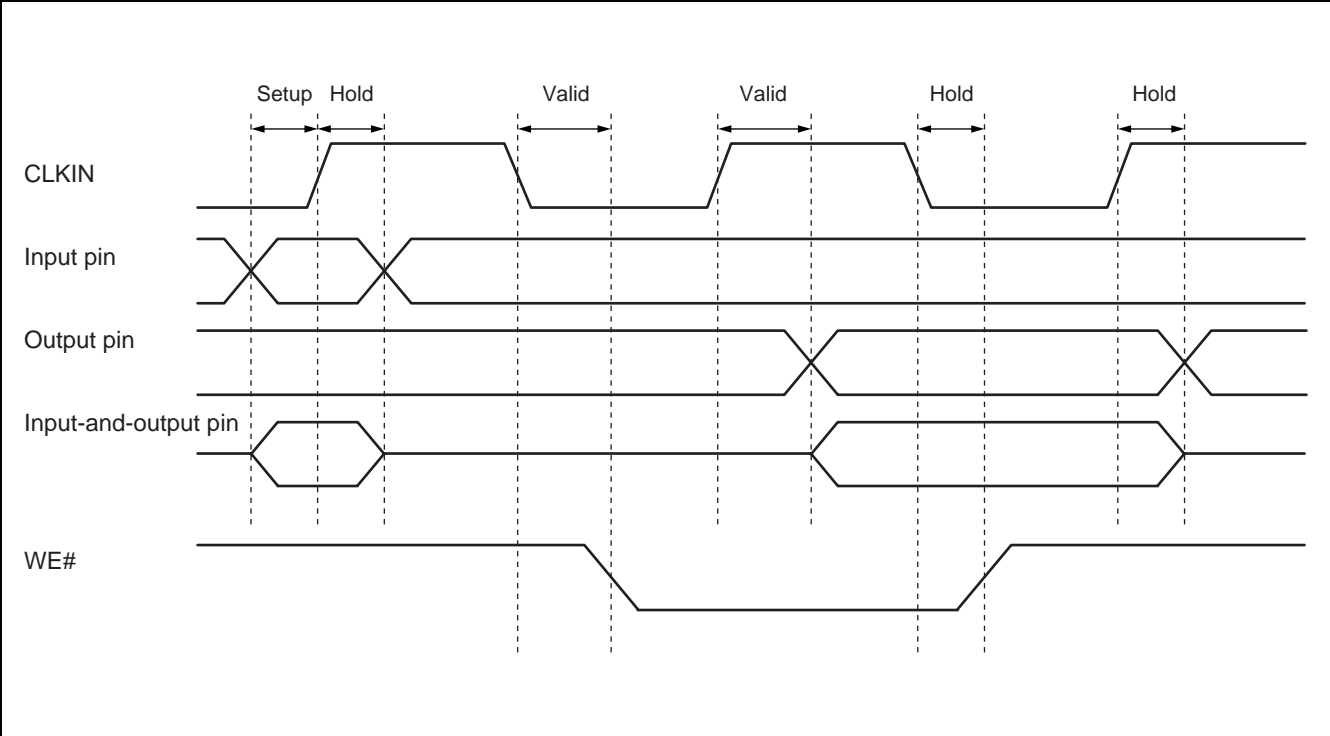 Setup Hold Valid Valid Hold Hold
CLKIN
Input pin
Output pin
Input-and-output pin
WE#